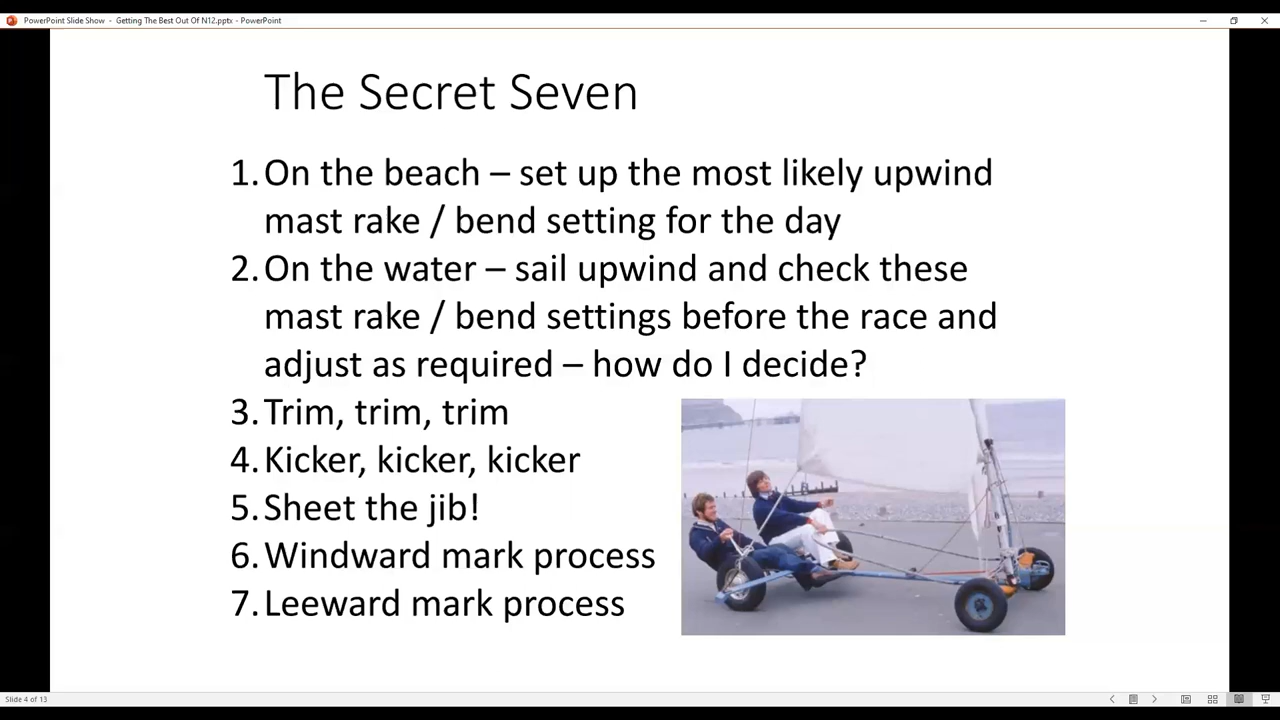 PowerPoint Slide Show - Getting The Best Out Of N12.pptx - PowerPoint
The Secret Seven
1. On the beach – set up the most likely upwind
mast rake / bend setting for the day
2. On the water – sail upwind and check these
mast rake / bend settings before the race and
adjust as required – how do I decide?
3. Trim, trim, trim
4. Kicker, kicker, kicker
5. Sheet the jib!
6. Windward mark process
7. Leeward mark process
Slide 4 of 13